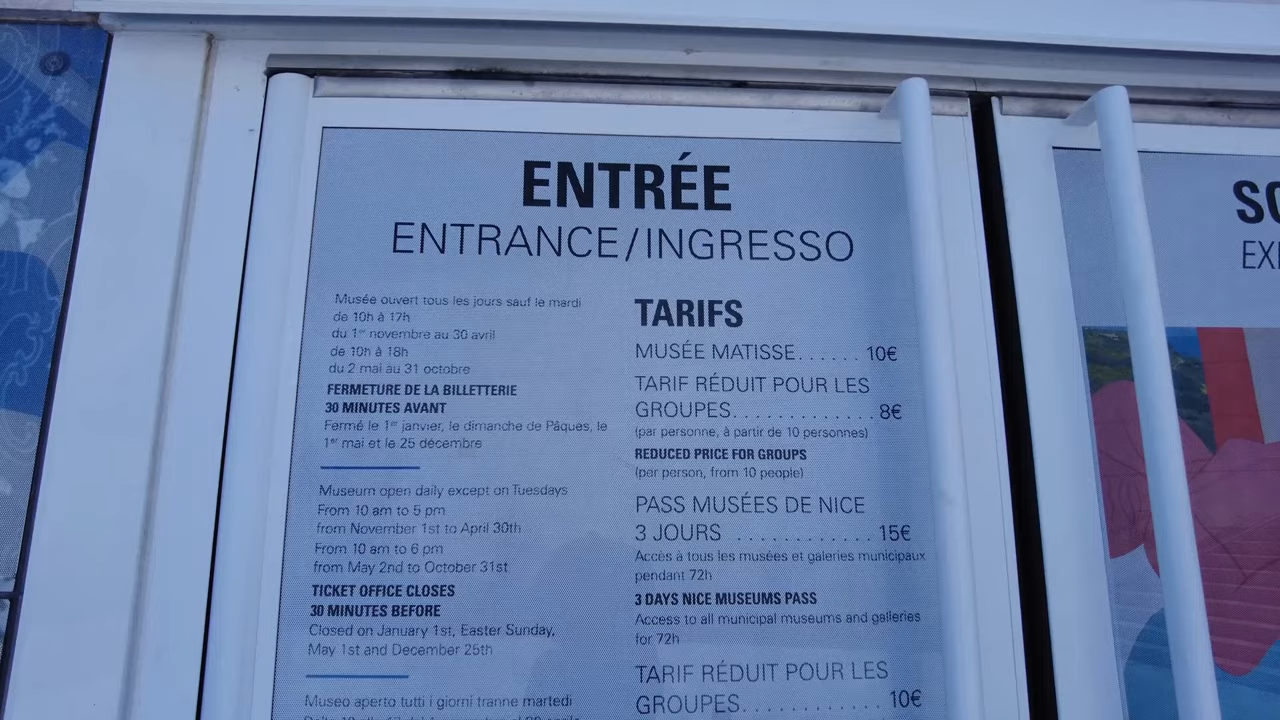 ENTRÉE
ENTRANCE/INGRESSO
Musée ouvert tous les jours sauf le mardi
de 10h à 17h
du 1er novembre au 30 avril
de 10h à 18h
du 2 mai au 31 octobre
FERMETURE DE LA BILLETTERIE
30 MINUTES AVANT
Fermé le 1er janvier, le dimanche de Pâques, le
1er mai et le 25 décembre
Museum open daily except on Tuesdays
From 10 am to 5 pm
from November 1st to April 30th
From 10 am to 6 pm
from May 2nd to October 31st
TICKET OFFICE CLOSES
30 MINUTES BEFORE
Closed on January 1st, Easter Sunday,
May 1st and December 25th
Museo aperto tutti i giorni tranne martedi
TARIFS
MUSÉE MATISSE...... 10€
TARIF RÉDUIT POUR LES
GROUPES............. 8€
(par personne, à partir de 10 personnes)
REDUCED PRICE FOR GROUPS
(per person, from 10 people)
PASS MUSÉES DE NICE
3 JOURS ............ 15€
Accès à tous les musées et galeries municipaux
pendant 72h
3 DAYS NICE MUSEUMS PASS
Access to all municipal museums and galleries
for 72h
TARIF RÉDUIT POUR LES
GROUPES............. 10€